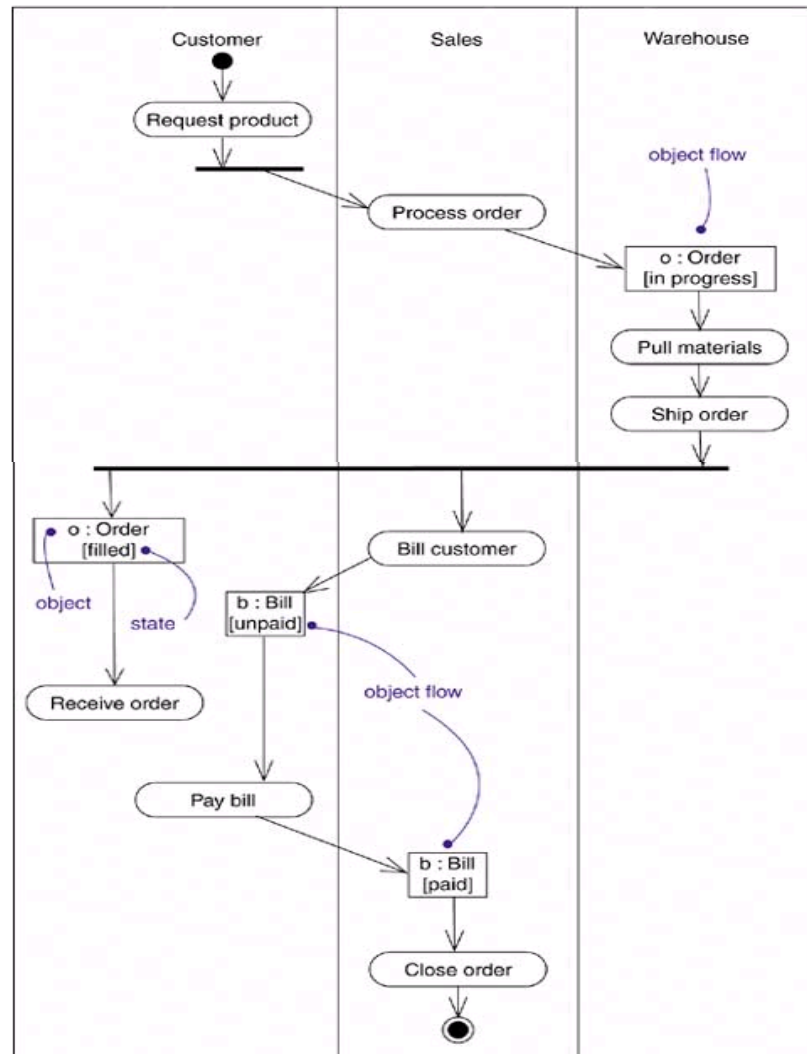 Customer
Sales
Warehouse
Request product
object flow
Process order
o : Order
[in progress]
Pull materials
Ship order
o : Order
[filled]
Bill customer
object
state
b : Bill
[unpaid]
object flow
Receive order
Pay bill
b : Bill
[paid]
Close order